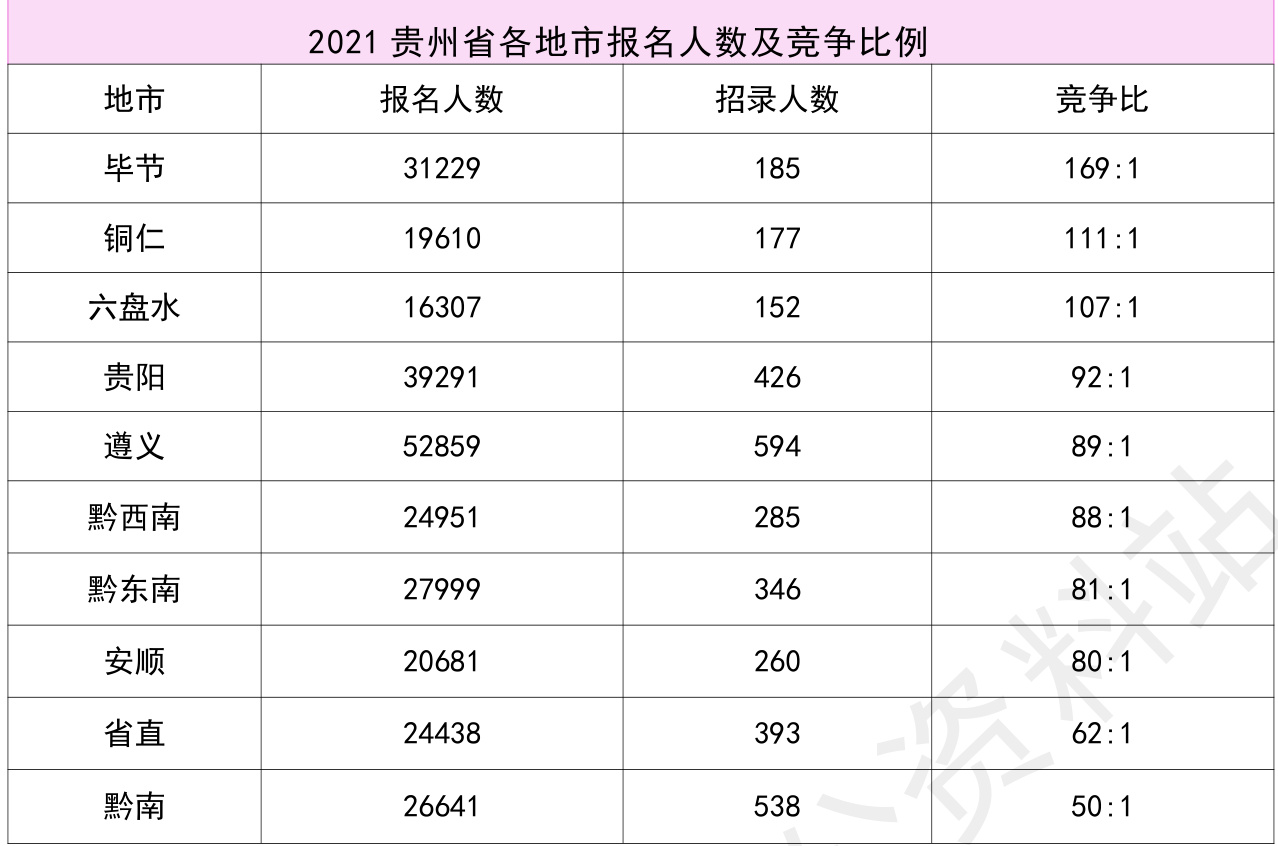 2021 贵州省各地市报名人数及竞争比例
地市 报名人数 招录人数 竞争比
毕节 31229 185 169:1
铜仁 19610 177 111:1
六盘水 16307 152 107:1
贵阳 39291 426 92:1
遵义 52859 594 89:1
黔西南 24951 285 88:1
黔东南 27999 346 81:1
安顺 20681 260 80:1
省直 24438 393 62:1
黔南 26641 538 50:1
公资料站